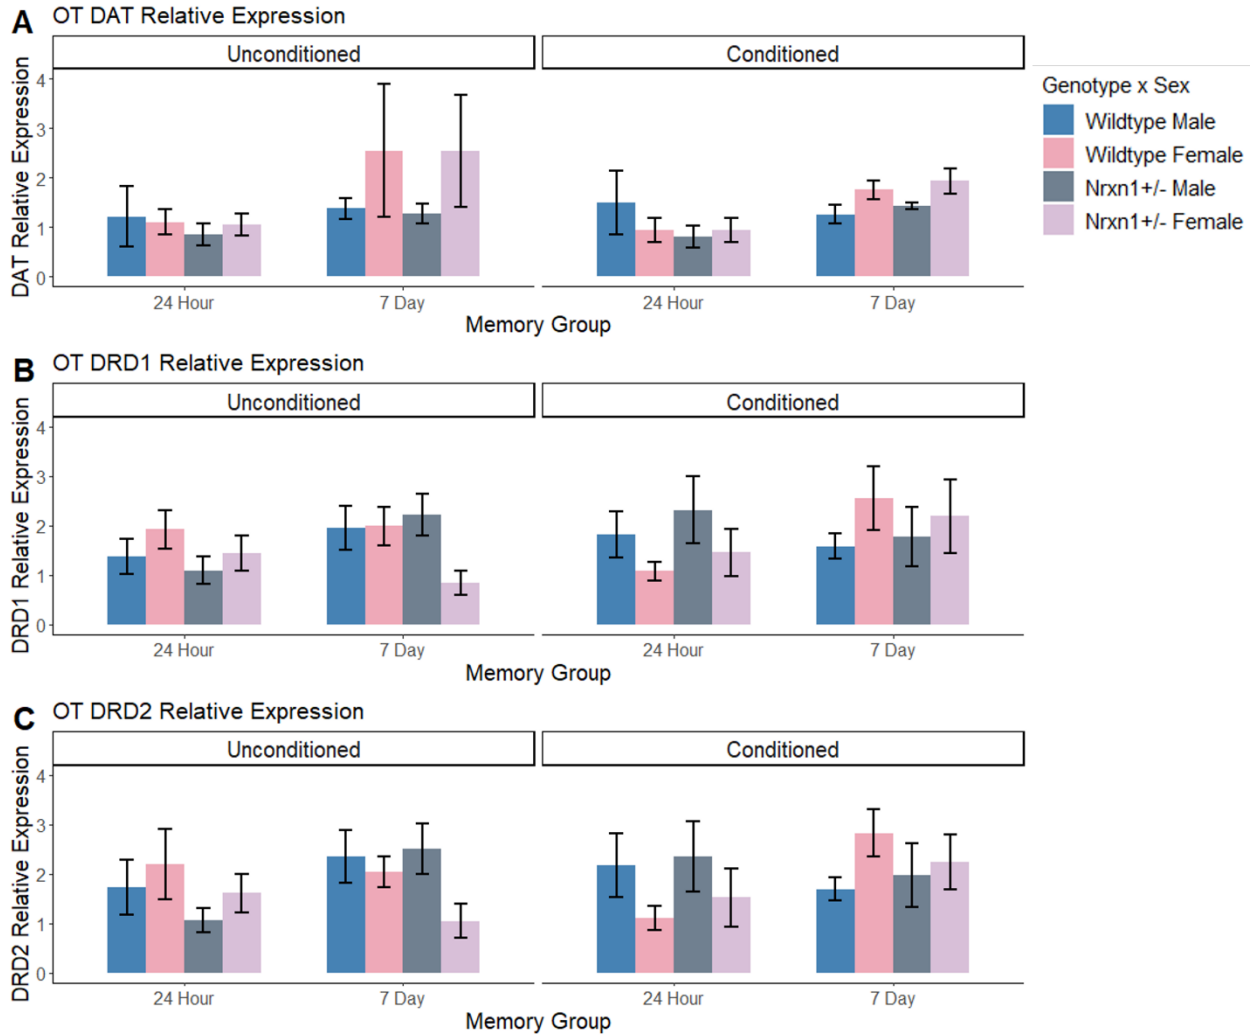 A OT DAT Relative Expression
Unconditioned Conditioned
DAT Relative Expression
4
3
2
1
0
24 Hour 7 Day 24 Hour 7 Day
Memory Group
Genotype x Sex
Wildtype Male
Wildtype Female
Nrxn1+/- Male
Nrxn1+/- Female
B OT DRD1 Relative Expression
Unconditioned Conditioned
DRD1 Relative Expression
4
3
2
1
0
24 Hour 7 Day 24 Hour 7 Day
Memory Group
C OT DRD2 Relative Expression
Unconditioned Conditioned
DRD2 Relative Expression
4
3
2
1
0
24 Hour 7 Day 24 Hour 7 Day
Memory Group